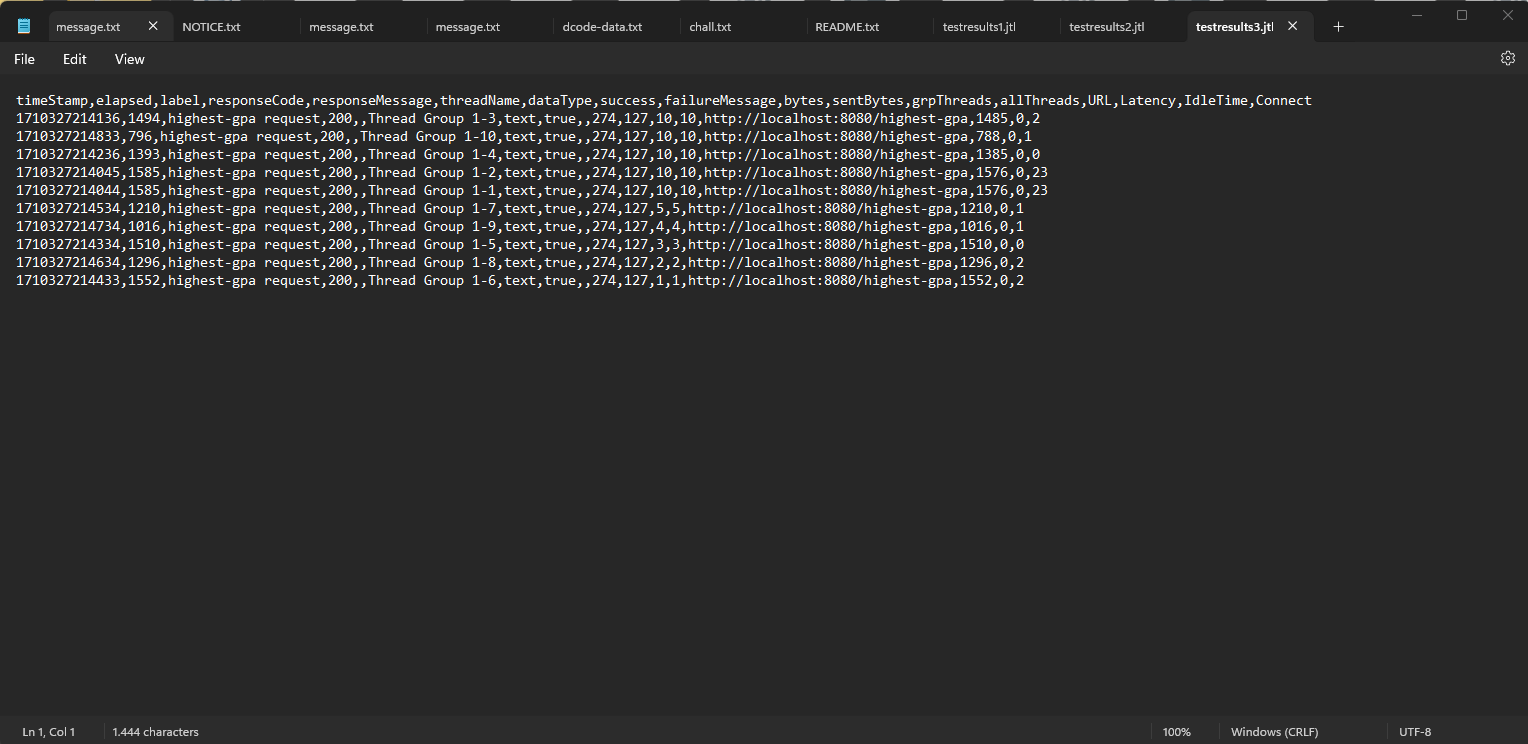 message.txt NOTICE.txt message.txt message.txt dcode-data.txt chall.txt README.txt testresults1.jtl testresults2.jtl testresults3.jtl
File Edit View
timeStamp,elapsed,label,responseCode,responseMessage,threadName,dataType,success,failureMessage,bytes,sentBytes,grpThreads,allThreads,URL,Latency,IdleTime,Connect
1710327214136,1494,highest-gpa request,200,,Thread Group 1-3,text,true,,274,127,10,10,http://localhost:8080/highest-gpa,1485,0,2
1710327214833,796,highest-gpa request,200,,Thread Group 1-10,text,true,,274,127,10,10,http://localhost:8080/highest-gpa,788,0,1
1710327214236,1393,highest-gpa request,200,,Thread Group 1-4,text,true,,274,127,10,10,http://localhost:8080/highest-gpa,1385,0,0
1710327214045,1585,highest-gpa request,200,,Thread Group 1-2,text,true,,274,127,10,10,http://localhost:8080/highest-gpa,1576,0,23
1710327214044,1585,highest-gpa request,200,,Thread Group 1-1,text,true,,274,127,10,10,http://localhost:8080/highest-gpa,1576,0,23
1710327214534,1210,highest-gpa request,200,,Thread Group 1-7,text,true,,274,127,5,5,http://localhost:8080/highest-gpa,1210,0,1
1710327214734,1016,highest-gpa request,200,,Thread Group 1-9,text,true,,274,127,4,4,http://localhost:8080/highest-gpa,1016,0,1
1710327214334,1510,highest-gpa request,200,,Thread Group 1-5,text,true,,274,127,3,3,http://localhost:8080/highest-gpa,1510,0,0
1710327214634,1296,highest-gpa request,200,,Thread Group 1-8,text,true,,274,127,2,2,http://localhost:8080/highest-gpa,1296,0,2
1710327214433,1552,highest-gpa request,200,,Thread Group 1-6,text,true,,274,127,1,1,http://localhost:8080/highest-gpa,1552,0,2
Ln 1, Col 1 1.444 characters 100% Windows (CRLF) UTF-8